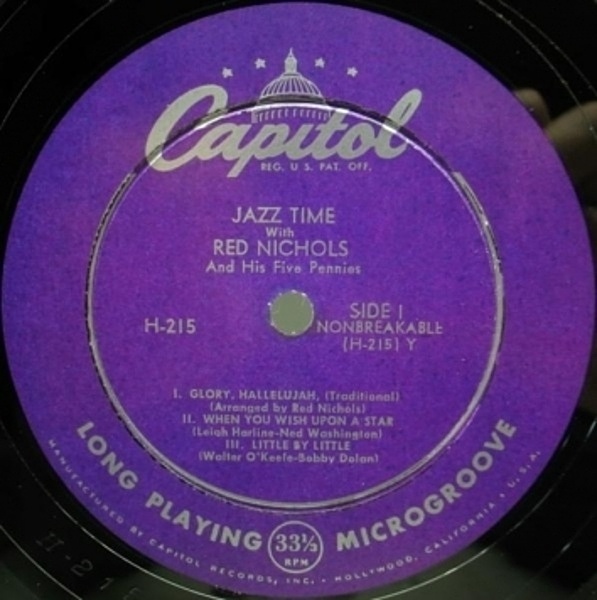 Capitol
REG. U.S. PAT. OFF.
JAZZ TIME
With
RED NICHOLS
And His Five Pennies
H-215
SIDE 1
NONBREAKABLE
(H-215) Y
I. GLORY, HALLELUJAH, (Traditional)
(Arranged by Red Nichols)
II. WHEN YOU WISH UPON A STAR
(Leigh Harline-Ned Washington)
III. LITTLE BY LITTLE
(Walter O'Keefe-Bobby Dolan)
LONG PLAYING 33⅓ RPM MICROGROOVE
MANUFACTURED BY CAPITOL RECORDS, INC. • HOLLYWOOD, CALIFORNIA • U.S.A.
H-215